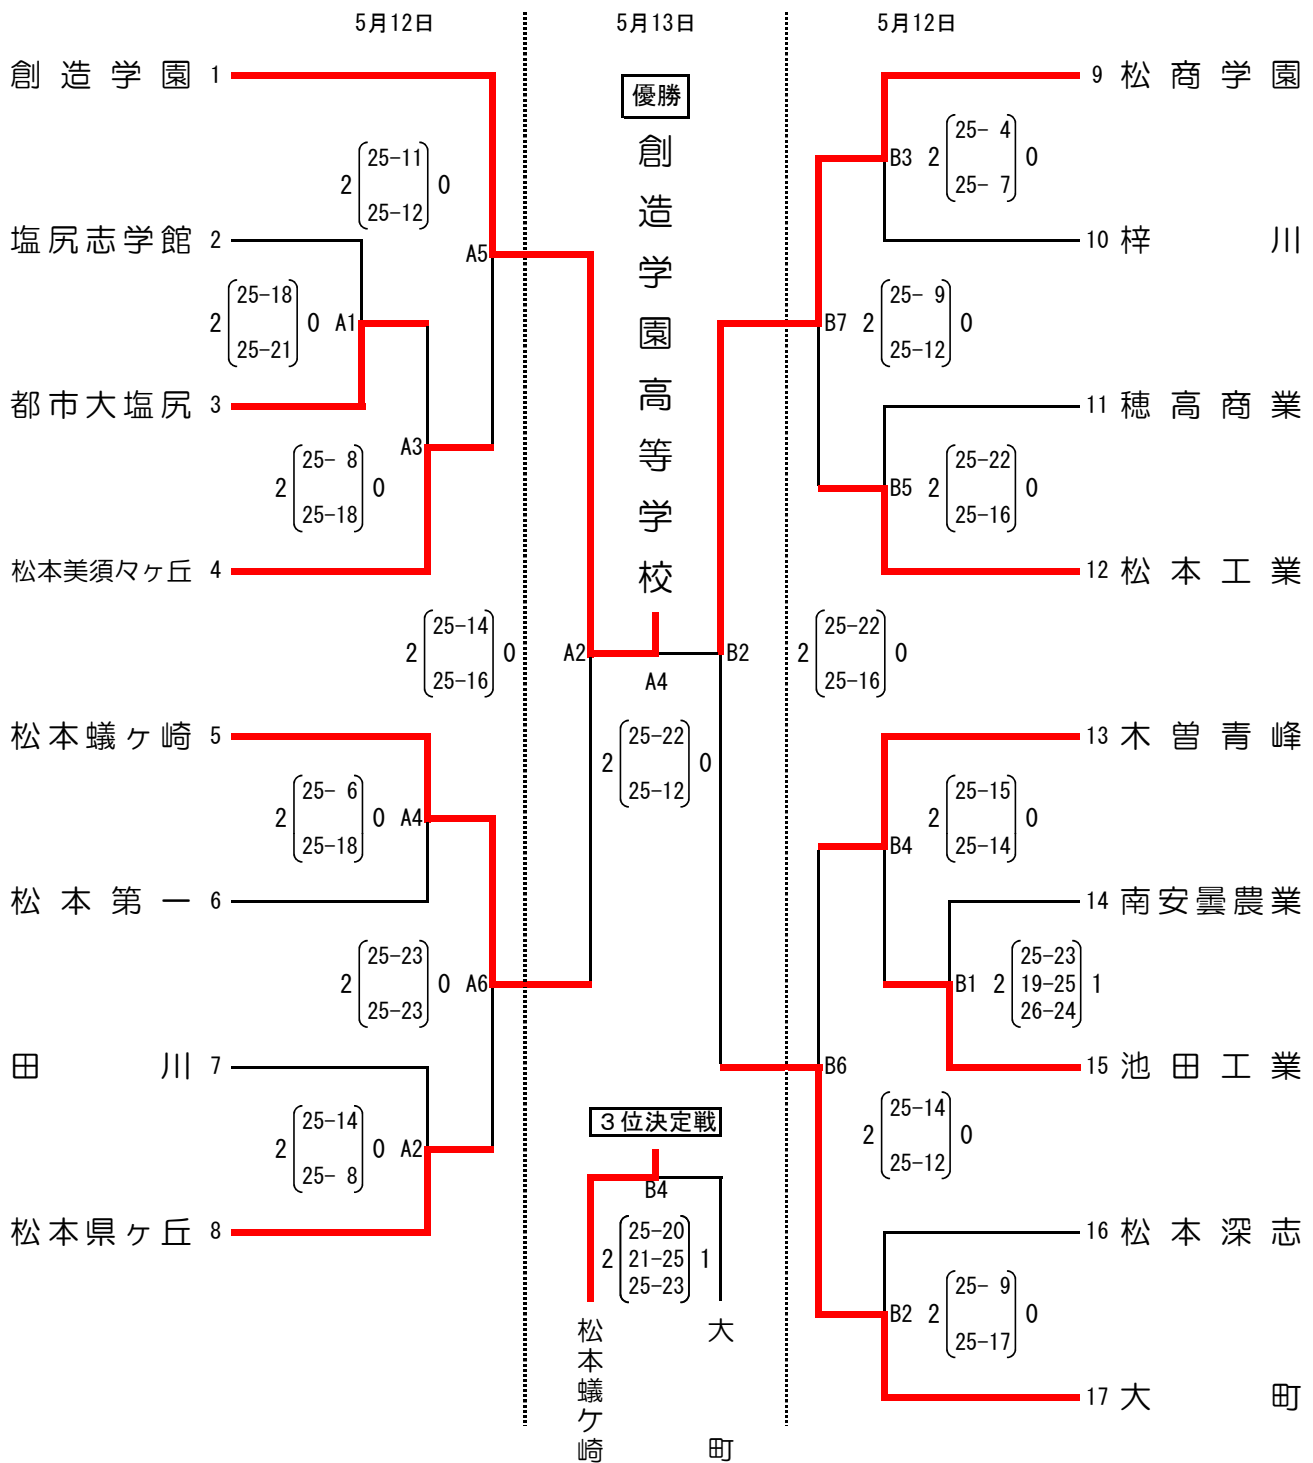 5月12日
5月13日
5月12日
創造学園 1
優勝
創造学園高等学校
9 松商学園
25-11
2 0
25-12
A5
B3 2 0
25- 4
25- 7
塩尻志学館 2
10 梓川
25-18
2 0 A1
25-21
B7 2 0
25- 9
25-12
都市大塩尻 3
11 穂高商業
A3
25- 8
2 0
25-18
B5 2 0
25-22
25-16
松本美須々ヶ丘 4
12 松本工業
25-14
2 0 A2
25-16
A4
B2 2 0
25-22
25-16
25-22
2 0
25-12
松本蟻ヶ崎 5
13 木曽青峰
25- 6
2 0 A4
25-18
25-15
2 0
25-14
B4
松本第一 6
14 南安曇農業
25-23
2 0 A6
25-23
25-23
B1 2 19-25 1
26-24
田川 7
15 池田工業
B6
25-14
2 0 A2
25- 8
25-14
2 0
25-12
松本県ヶ丘 8
16 松本深志
3位決定戦
B4
25-20
2 21-25 1
25-23
松本蟻ケ崎
大町
25- 9
B2 2 0
25-17
17 大町